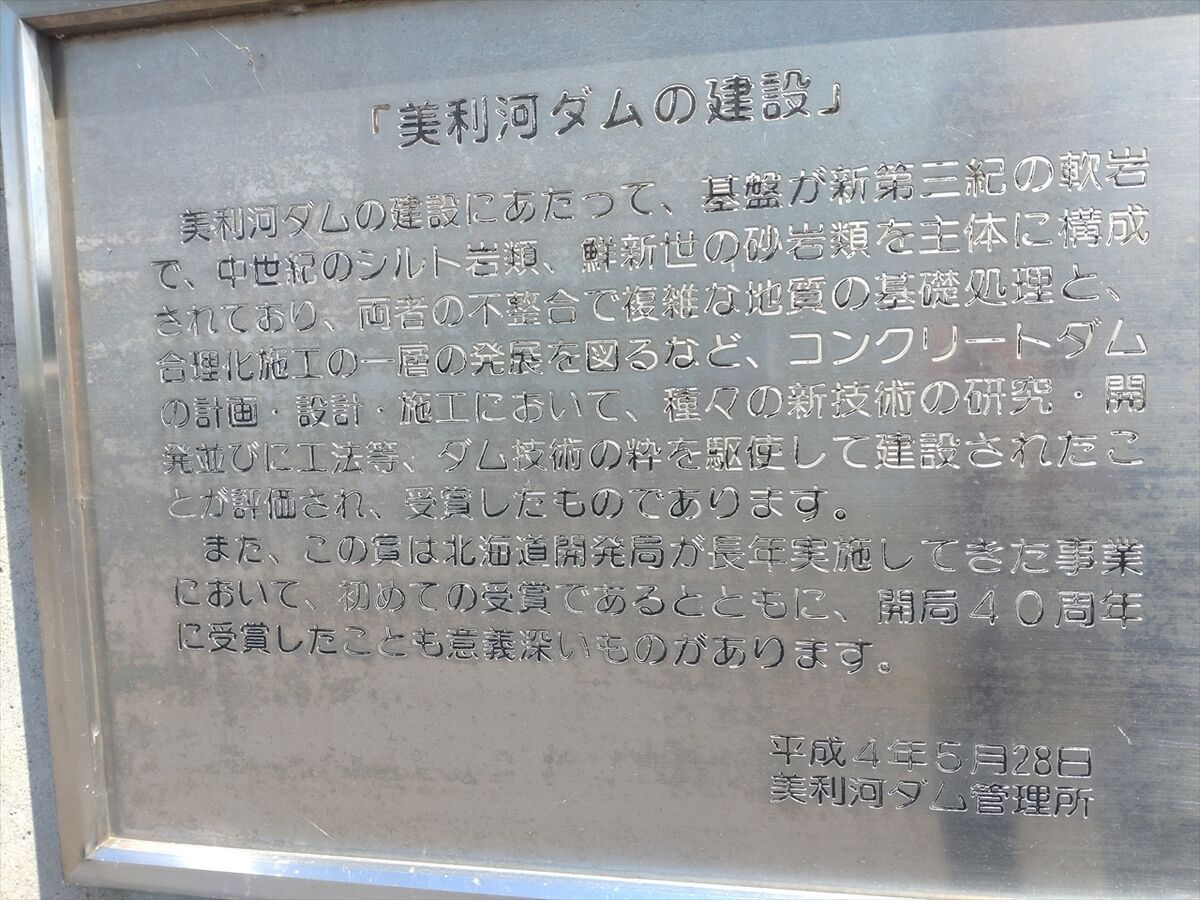 「美利河ダムの建設」
美利河ダムの建設にあたって、基盤が新第三紀の軟岩
で、中世紀のシルト岩類、鮮新世の砂岩類を主体に構成
されており、両者の不整合で複雑な地質の基礎処理と、
合理化施工の一層の発展を図るなど、コンクリートダム
の計画・設計・施工において、種々の新技術の研究・開
発並びに工法等、ダム技術の粋を駆使して建設されたこ
とが評価され、受賞したものであります。
また、この賞は北海道開発局が長年実施してきた事業
において、初めての受賞であるとともに、開局40周年
に受賞したことも意義深いものがあります。
平成4年5月28日
美利河ダム管理所